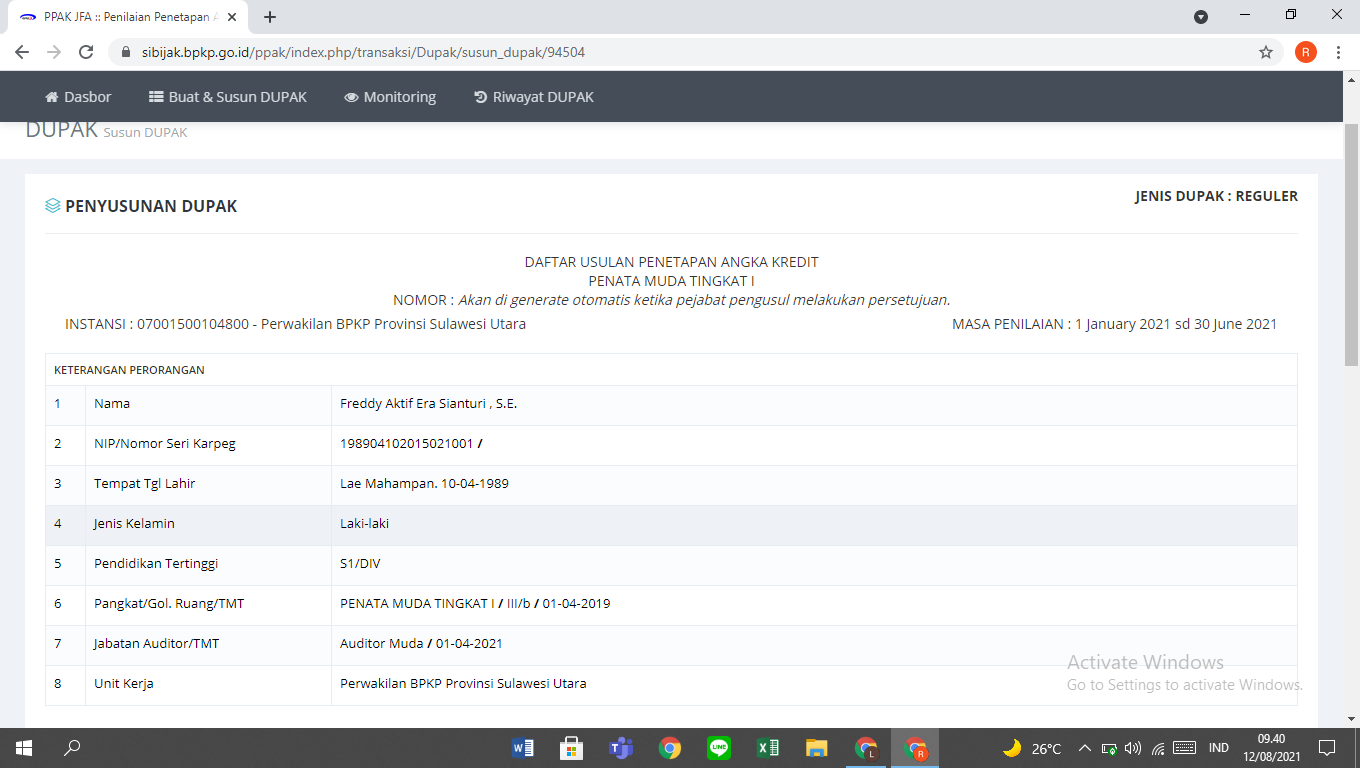 PPAK JFA :: Penilaian Penetapan
sibijak.bpkp.go.id/ppak/index.php/transaksi/Dupak/susun_dupak/94504
R
Dasbor Buat & Susun DUPAK Monitoring Riwayat DUPAK
DUPAK Susun DUPAK
PENYUSUNAN DUPAK
JENIS DUPAK : REGULER
DAFTAR USULAN PENETAPAN ANGKA KREDIT
PENATA MUDA TINGKAT I
NOMOR : Akan di generate otomatis ketika pejabat pengusul melakukan persetujuan.
INSTANSI : 07001500104800 - Perwakilan BPKP Provinsi Sulawesi Utara MASA PENILAIAN : 1 January 2021 sd 30 June 2021
KETERANGAN PERORANGAN
1 Nama Freddy Aktif Era Sianturi , S.E.
2 NIP/Nomor Seri Karpeg 198904102015021001 /
3 Tempat Tgl Lahir Lae Mahampan. 10-04-1989
4 Jenis Kelamin Laki-laki
5 Pendidikan Tertinggi S1/DIV
6 Pangkat/Gol. Ruang/TMT PENATA MUDA TINGKAT I / III/b / 01-04-2019
7 Jabatan Auditor/TMT Auditor Muda / 01-04-2021
8 Unit Kerja Perwakilan BPKP Provinsi Sulawesi Utara
Activate Windows
Go to Settings to activate Windows.
26°C IND 09.40
12/08/2021